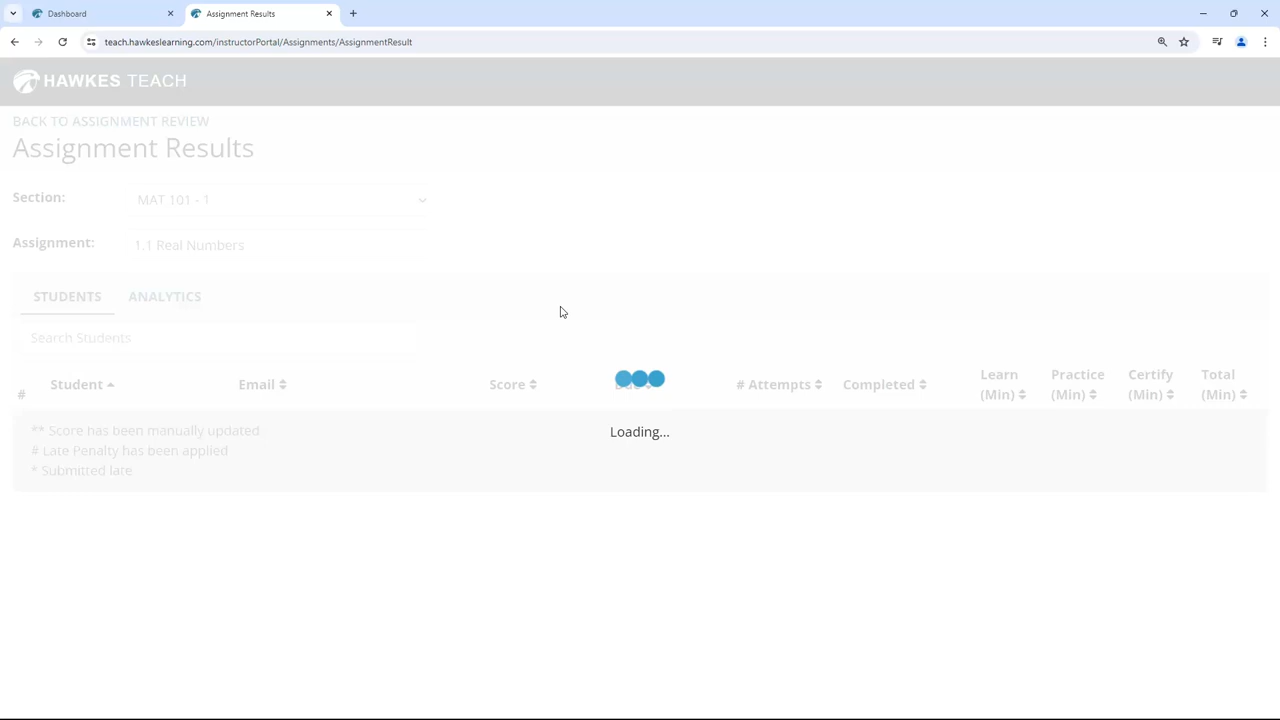 Dashboard
Assignment Results
teach.hawkeslearning.com/instructorPortal/Assignments/AssignmentResult
HAWKES TEACH
BACK TO ASSIGNMENT REVIEW
Assignment Results
Section: MAT 101 - 1
Assignment: 1.1 Real Numbers
STUDENTS ANALYTICS
Search Students
# Student Email Score # Attempts Completed Learn (Min) Practice (Min) Certify (Min) Total (Min)
** Score has been manually updated
# Late Penalty has been applied
* Submitted late
Loading...